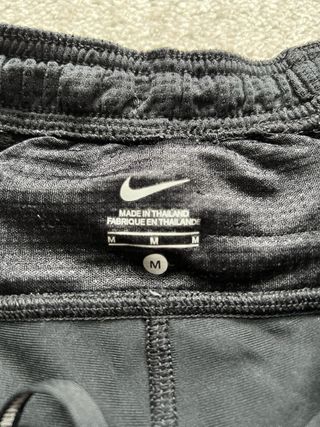 MADE IN THAILAND
FABRIQUE EN THAILANDE
M M M
M